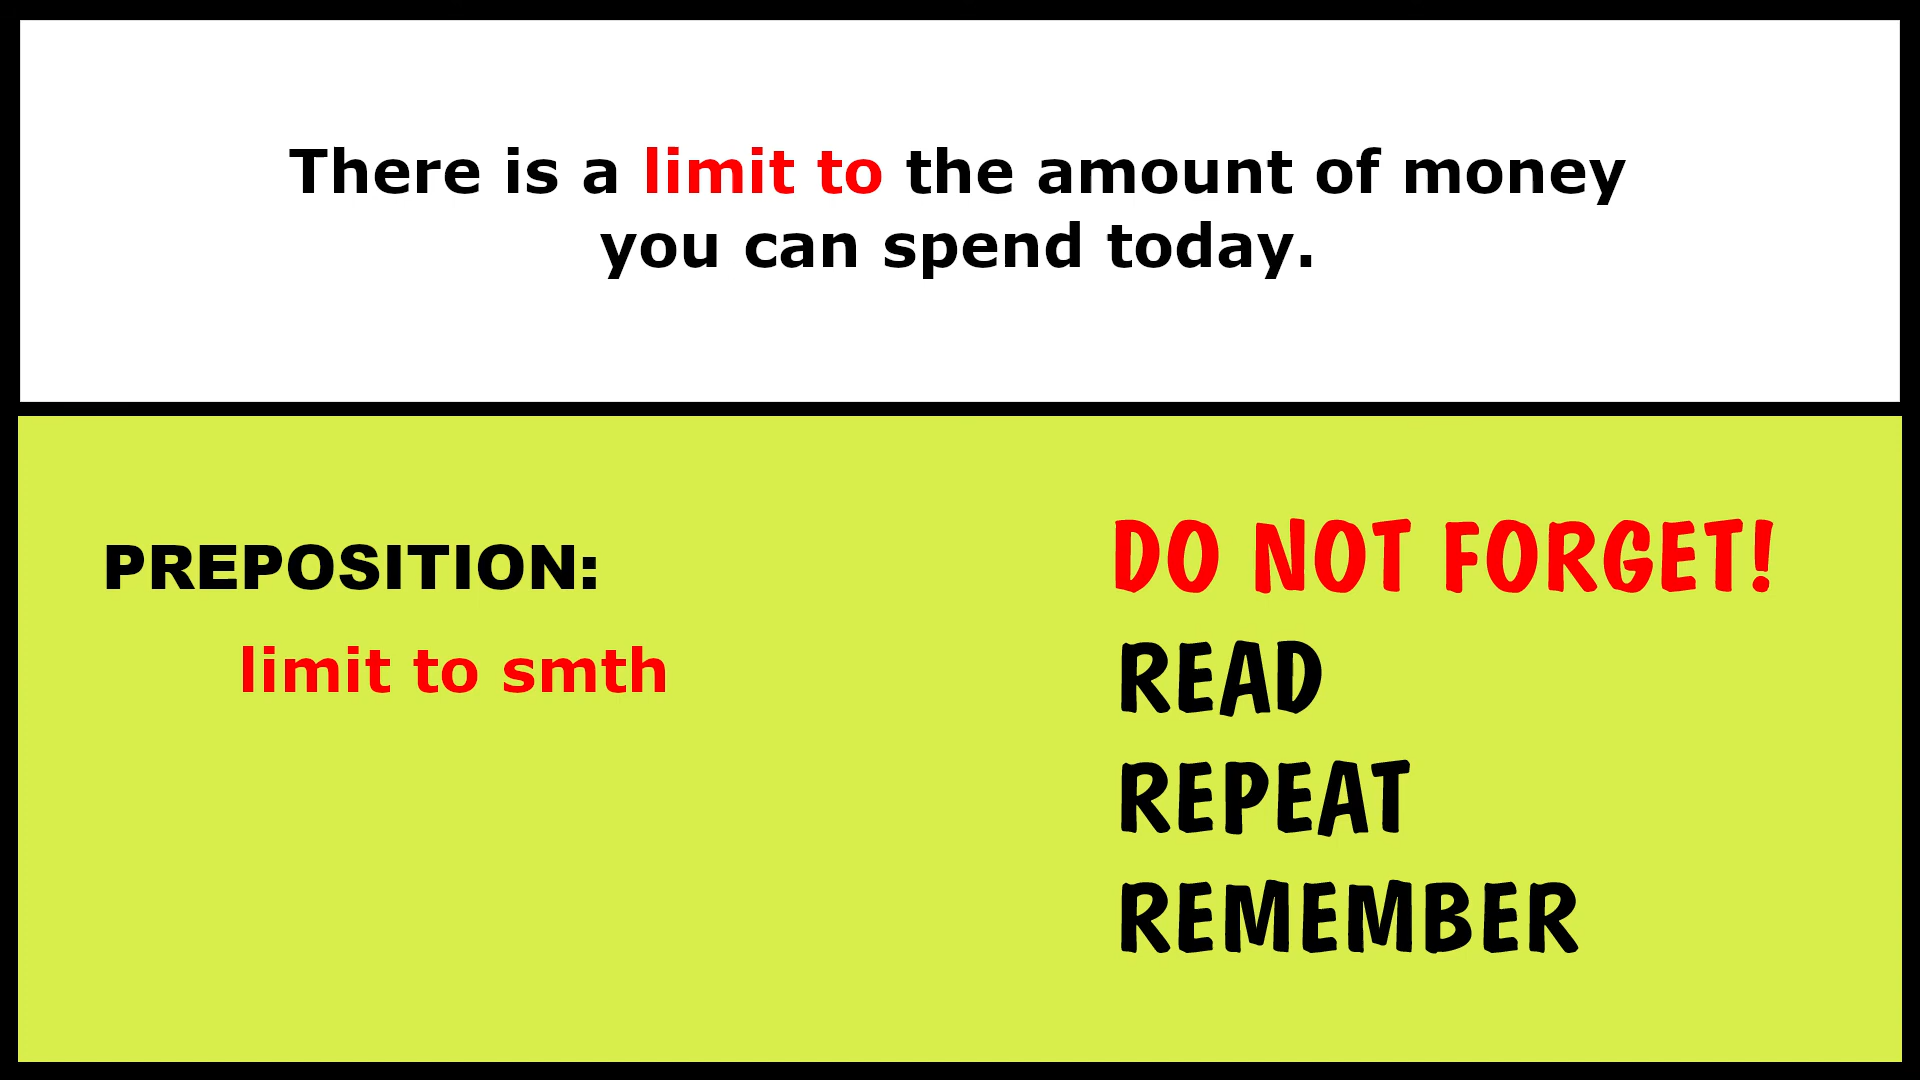 There is a limit to the amount of money
you can spend today.
PREPOSITION:
limit to smth
DO NOT FORGET!
READ
REPEAT
REMEMBER